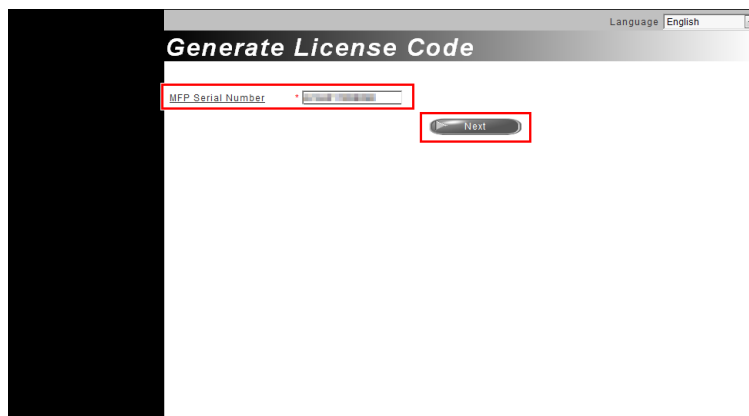 Language English
Generate License Code
MFP Serial Number *
Next